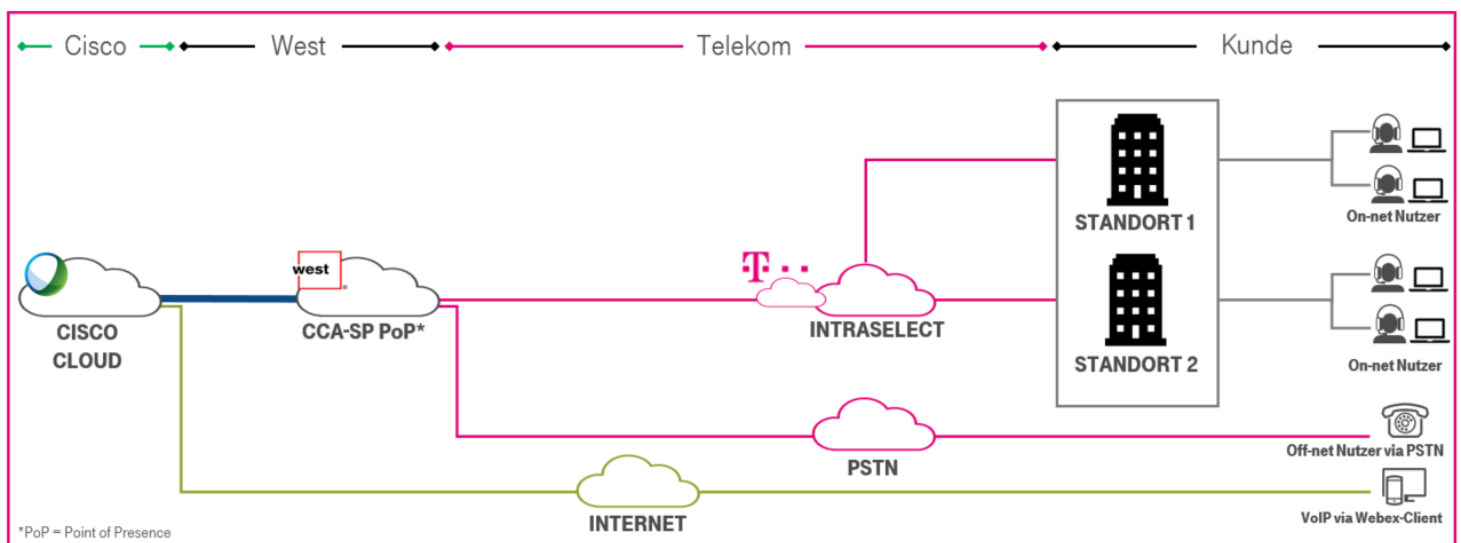 Cisco
West
Telekom
Kunde
STANDORT 1
On-net Nutzer
west
T
CISCO
CLOUD
CCA-SP PoP*
INTRASELECT
STANDORT 2
On-net Nutzer
PSTN
Off-net Nutzer via PSTN
INTERNET
VoIP via Webex-Client
*PoP = Point of Presence